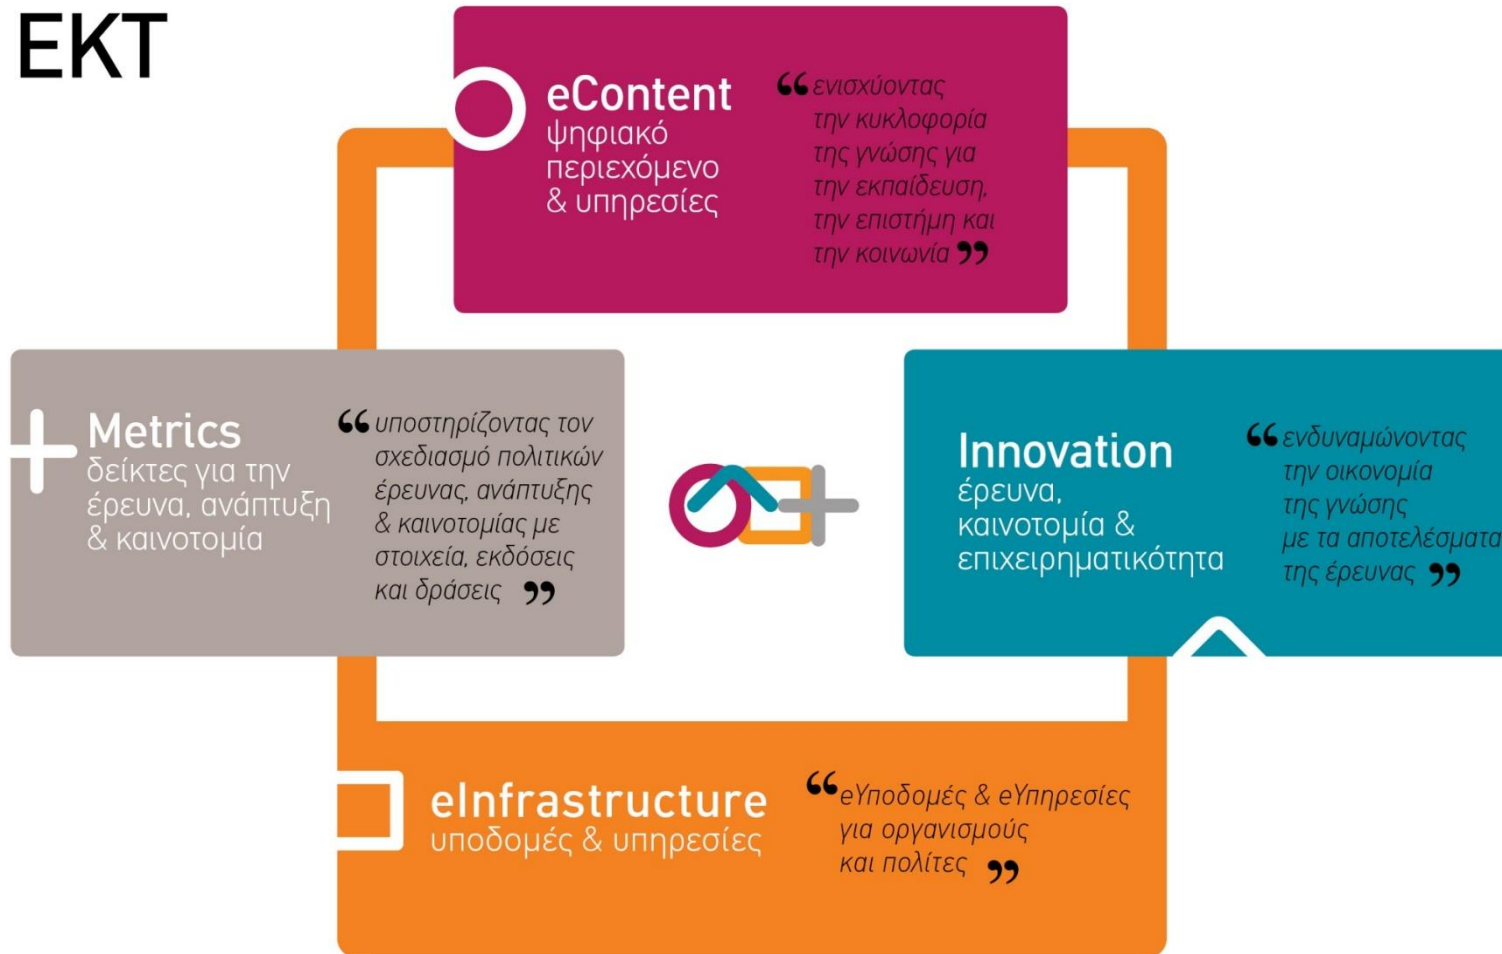 ΕΚΤ
eContent
ψηφιακό
περιεχόμενο
& υπηρεσίες
“ ενισχύοντας
την κυκλοφορία
της γνώσης για
την εκπαίδευση,
την επιστήμη και
την κοινωνία ”
Metrics
δείκτες για την
έρευνα, ανάπτυξη
& καινοτομία
“ υποστηρίζοντας τον
σχεδιασμό πολιτικών
έρευνας, ανάπτυξης
& καινοτομίας με
στοιχεία, εκδόσεις
και δράσεις ”
Innovation
έρευνα,
καινοτομία &
επιχειρηματικότητα
“ ενδυναμώνοντας
την οικονομία
της γνώσης
με τα αποτελέσματα
της έρευνας ”
eInfrastructure
υποδομές & υπηρεσίες
“ eΥποδομές & eΥπηρεσίες
για οργανισμούς
και πολίτες ”